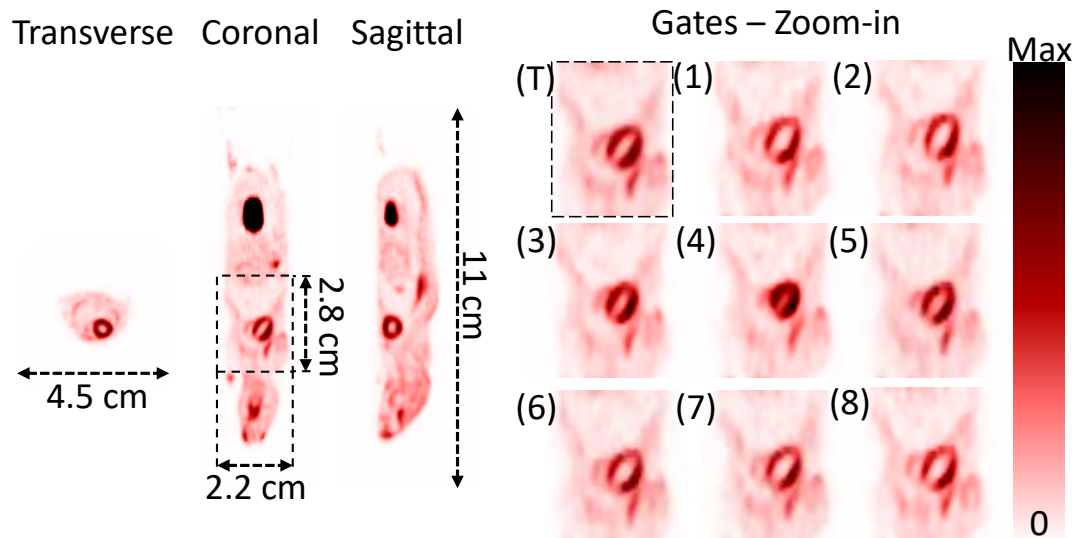 Transverse Coronal Sagittal
Gates – Zoom-in
Max
(T)
(1)
(2)
(3)
(4)
(5)
(6)
(7)
(8)
11 cm
2.8 cm
4.5 cm
2.2 cm
0